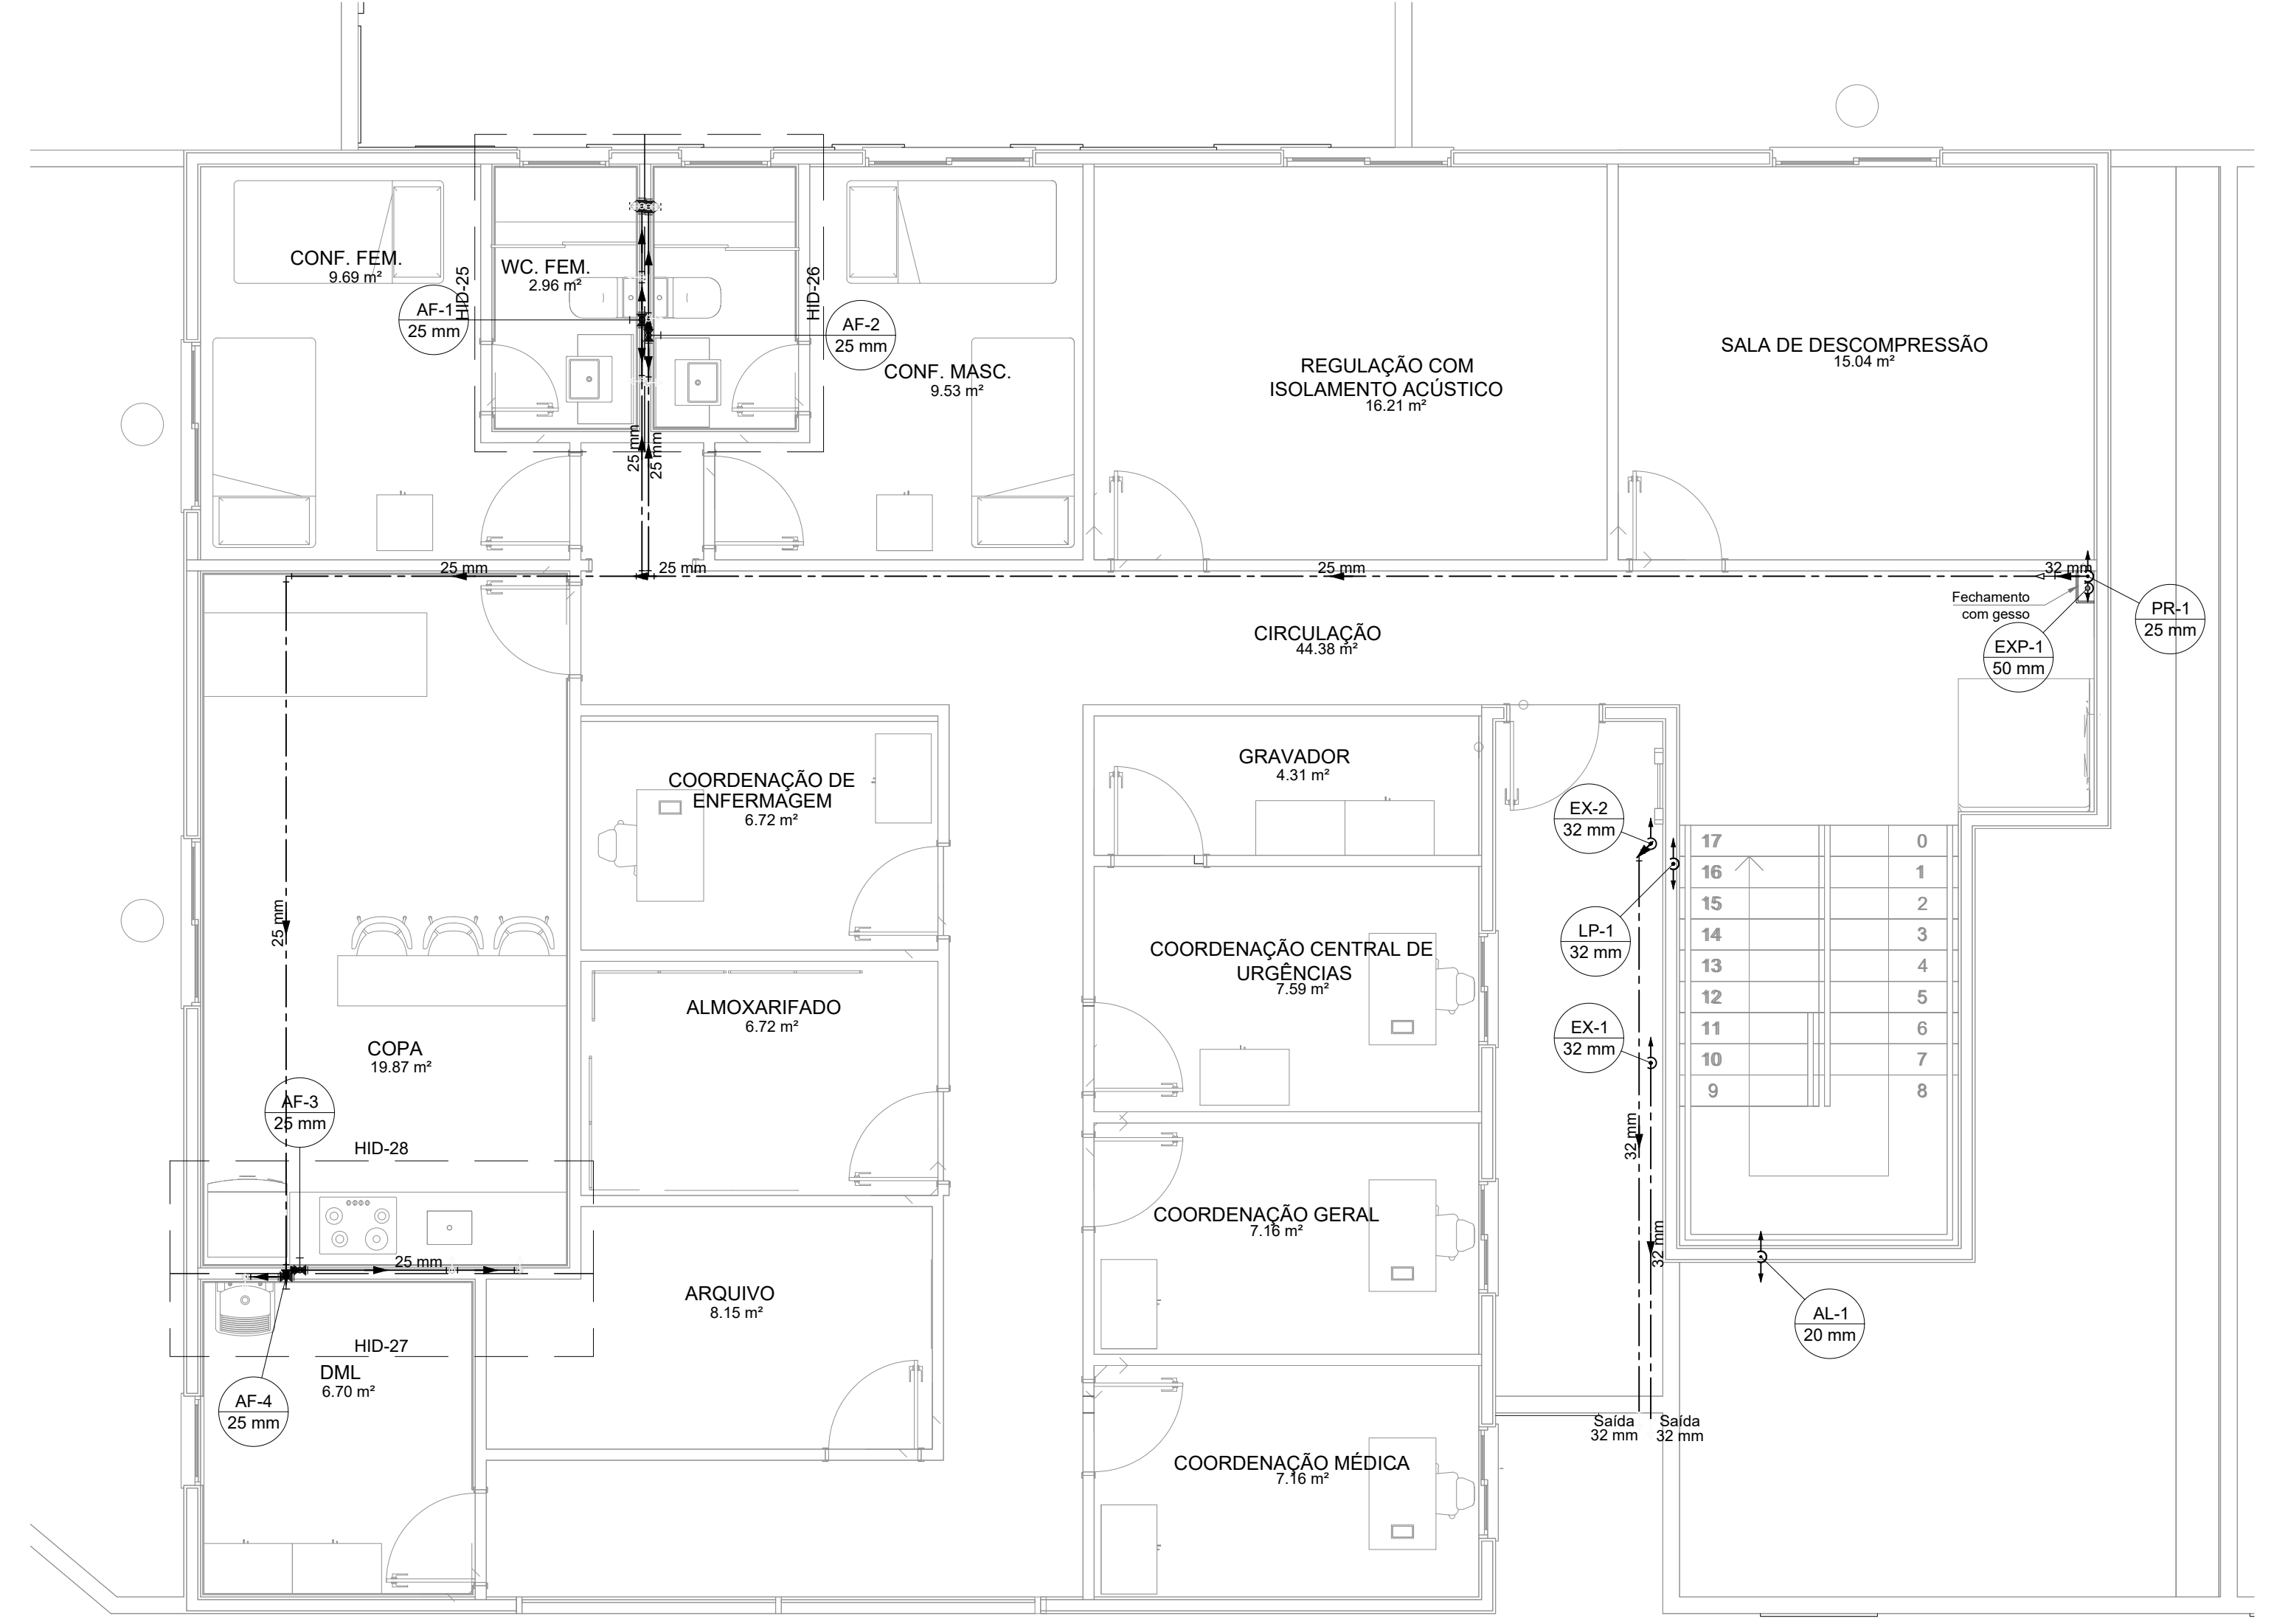 CONF. FEM.
9.69 m²
HID-25
WC. FEM.
2.96 m²
HID-26
AF-1
25 mm
AF-2
25 mm
CONF. MASC.
9.53 m²
REGULAÇÃO COM
ISOLAMENTO ACÚSTICO
16.21 m²
SALA DE DESCOMPRESSÃO
15.04 m²
25 mm
25 mm
25 mm
25 mm
25 mm
32 mm
Fechamento
com gesso
PR-1
25 mm
EXP-1
50 mm
CIRCULAÇÃO
44.38 m²
COORDENAÇÃO DE
ENFERMAGEM
6.72 m²
GRAVADOR
4.31 m²
EX-2
32 mm
17
0
16
1
15
2
14
3
13
4
12
5
11
6
10
7
9
8
25 mm
LP-1
32 mm
COORDENAÇÃO CENTRAL DE
URGÊNCIAS
7.59 m²
ALMOXARIFADO
6.72 m²
EX-1
32 mm
COPA
19.87 m²
AF-3
25 mm
32 mm
HID-28
COORDENAÇÃO GERAL
7.16 m²
32 mm
25 mm
ARQUIVO
8.15 m²
AL-1
20 mm
HID-27
DML
6.70 m²
AF-4
25 mm
Saída
32 mm
Saída
32 mm
COORDENAÇÃO MÉDICA
7.16 m²